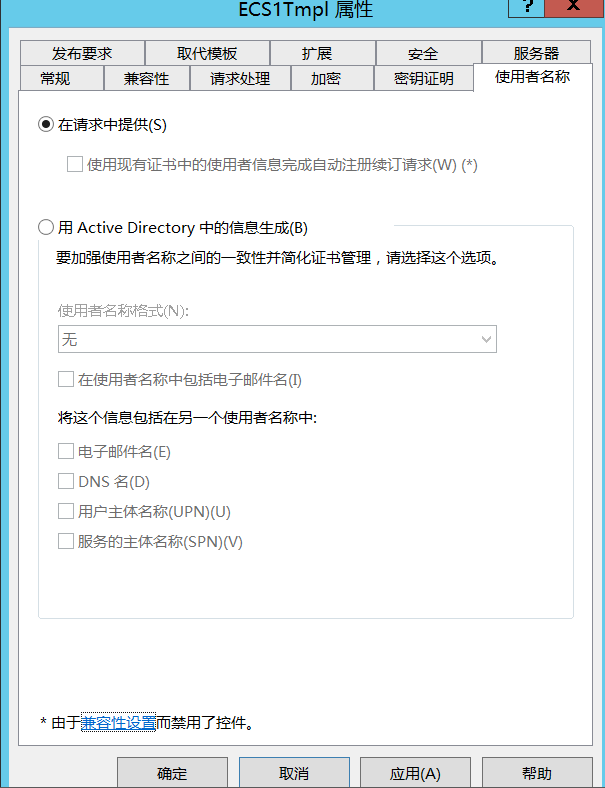 ECS1Tmpl 属性
?
x
发布要求 取代模板 扩展 安全 服务器
常规 兼容性 请求处理 加密 密钥证明 使用者名称
在请求中提供(S)
使用现有证书中的使用者信息完成自动注册续订请求(W) (*)
用 Active Directory 中的信息生成(B)
要加强使用者名称之间的一致性并简化证书管理，请选择这个选项。
使用者名称格式(N):
无
在使用者名称中包括电子邮件名(I)
将这个信息包括在另一个使用者名称中:
电子邮件名(E)
DNS 名(D)
用户主体名称(UPN)(U)
服务的主体名称(SPN)(V)
* 由于兼容性设置而禁用了控件。
确定 取消 应用(A) 帮助